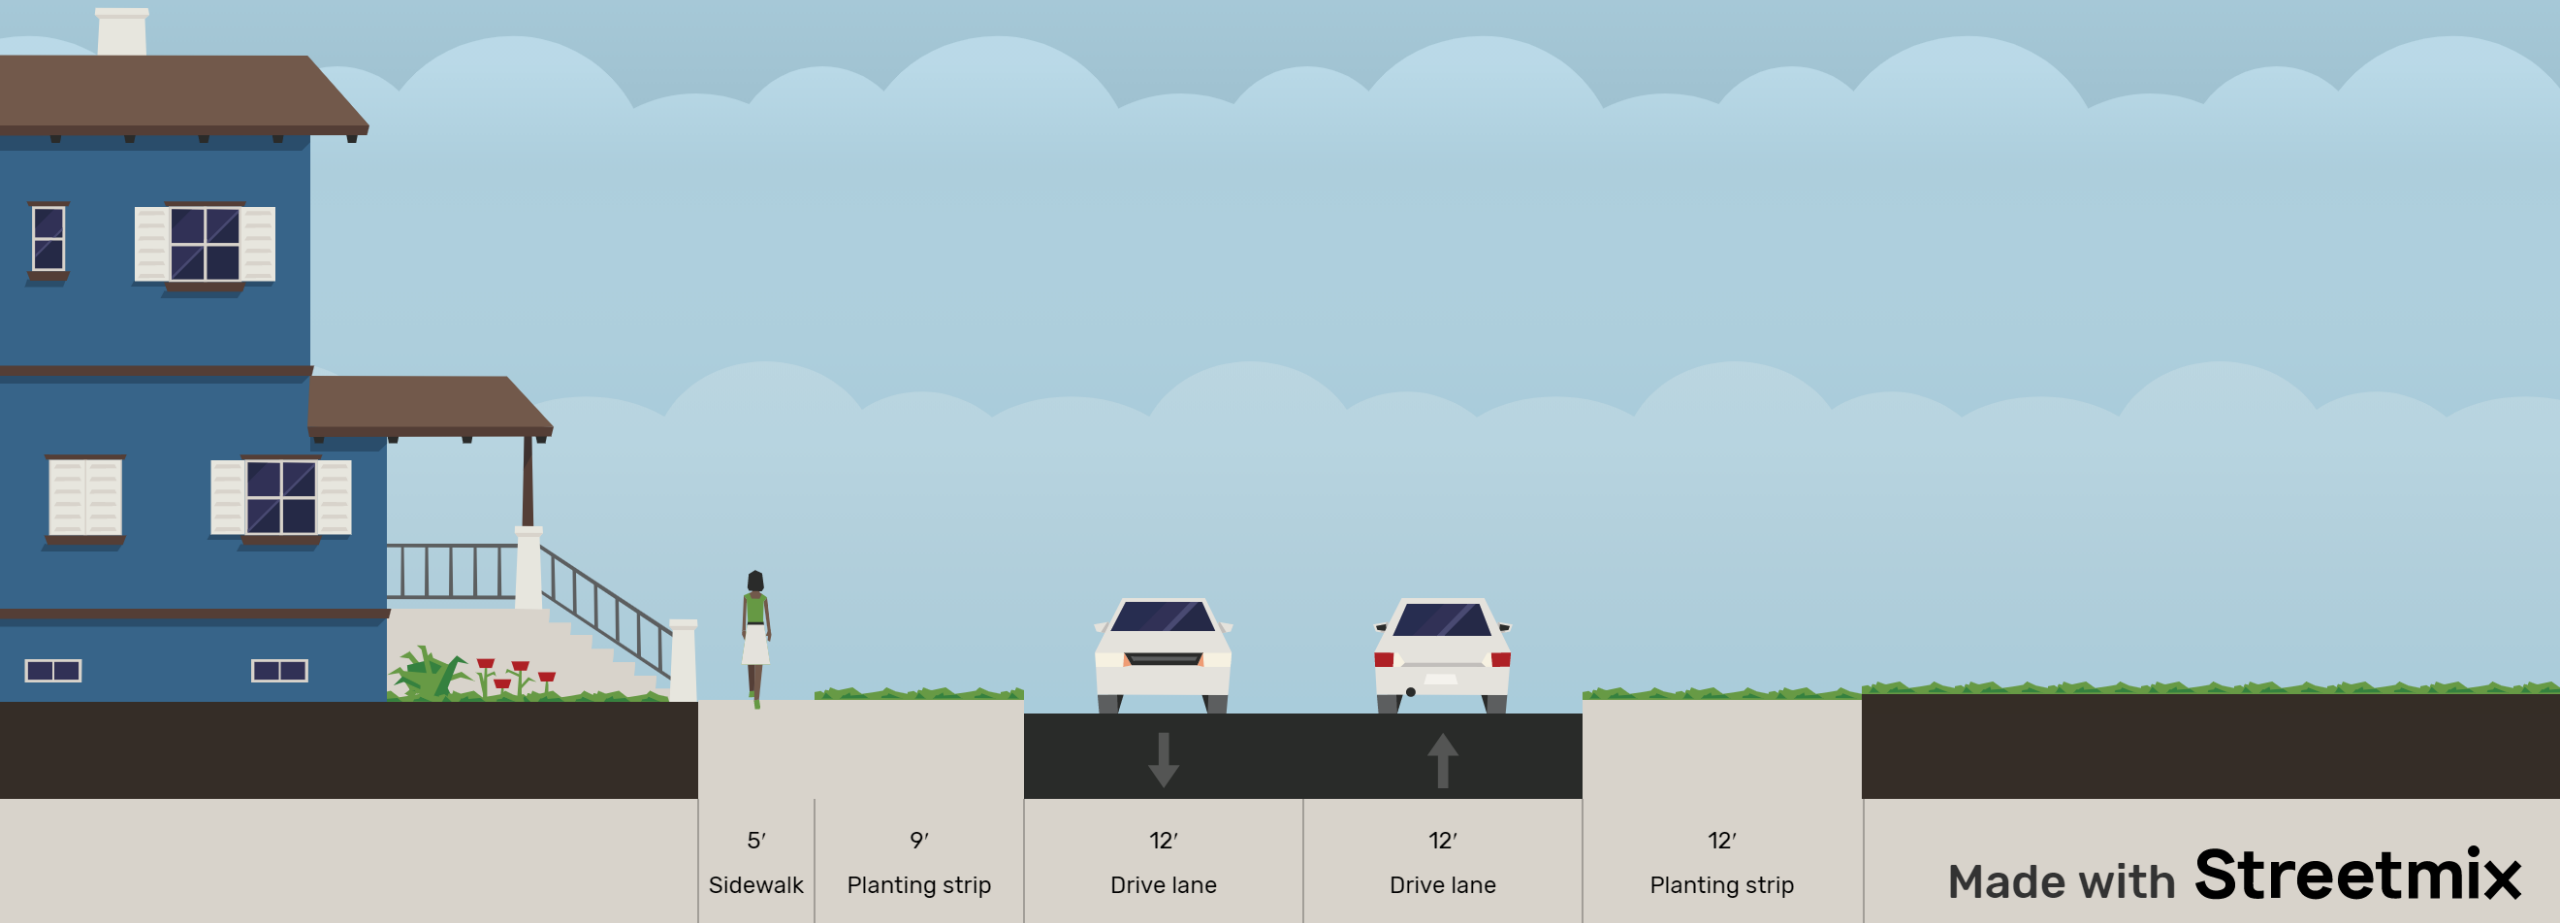 5′
Sidewalk
9′
Planting strip
12′
Drive lane
12′
Drive lane
12′
Planting strip
Made with Streetmix